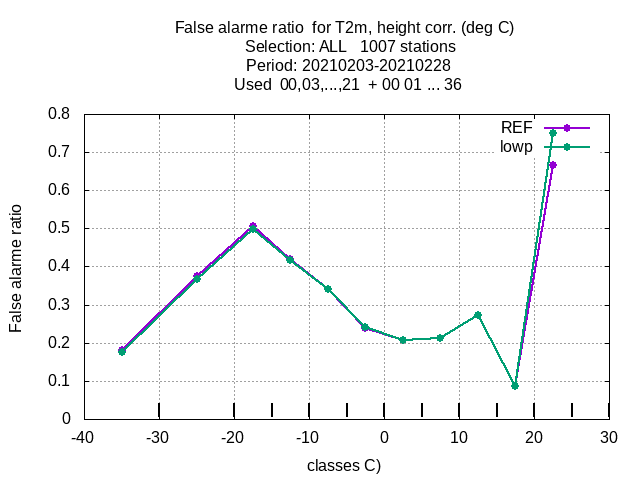 False alarme ratio  for T2m, height corr. (deg C)
Selection: ALL   1007 stations
Period: 20210203-20210228
Used  00,03,...,21  + 00 01 ... 36
REF
lowp
False alarme ratio
0.8
0.7
0.6
0.5
0.4
0.3
0.2
0.1
0
-40 -30 -20 -10 0 10 20 30
classes C)